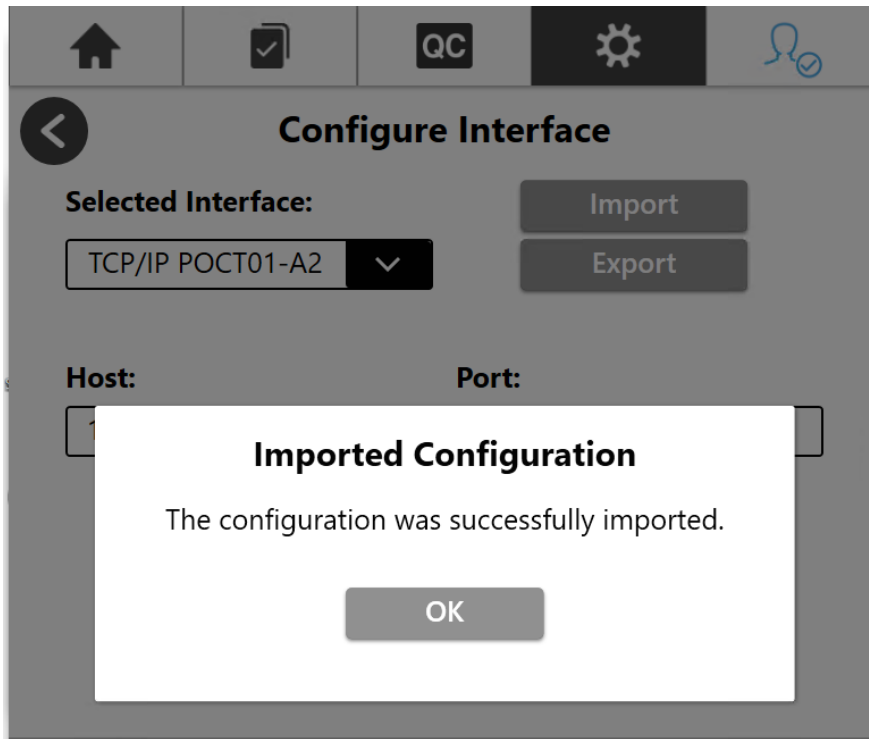 QC
Configure Interface
Selected Interface:
Import
TCP/IP POCT01-A2
Export
Host:
Port:
Imported Configuration
The configuration was successfully imported.
OK